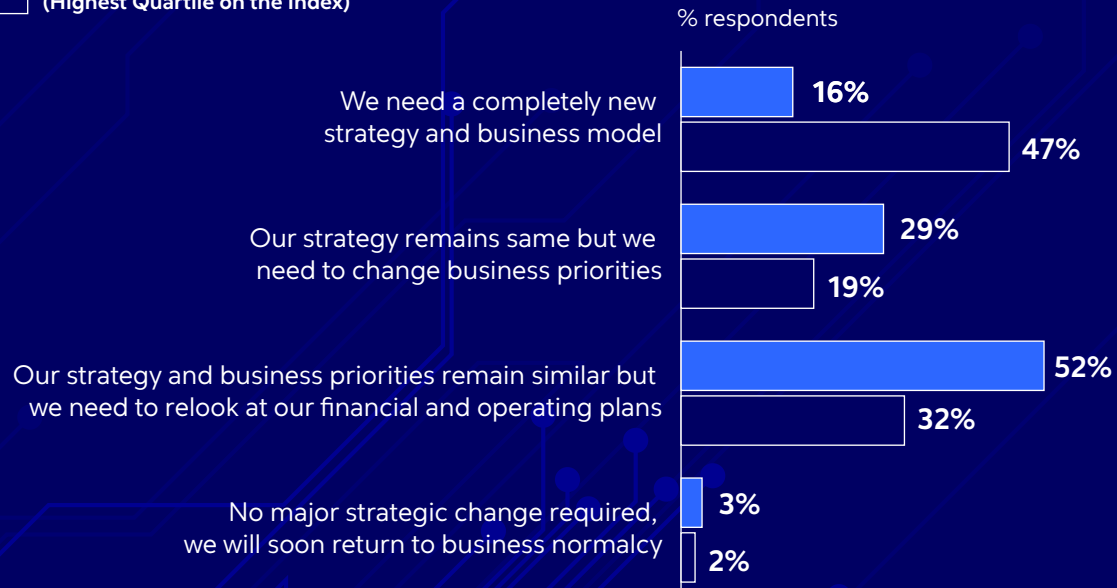 (Highest Quartile on the Index)
% respondents
We need a completely new
strategy and business model
16%
47%
Our strategy remains same but we
need to change business priorities
29%
19%
Our strategy and business priorities remain similar but
we need to relook at our financial and operating plans
52%
32%
No major strategic change required,
we will soon return to business normalcy
3%
2%